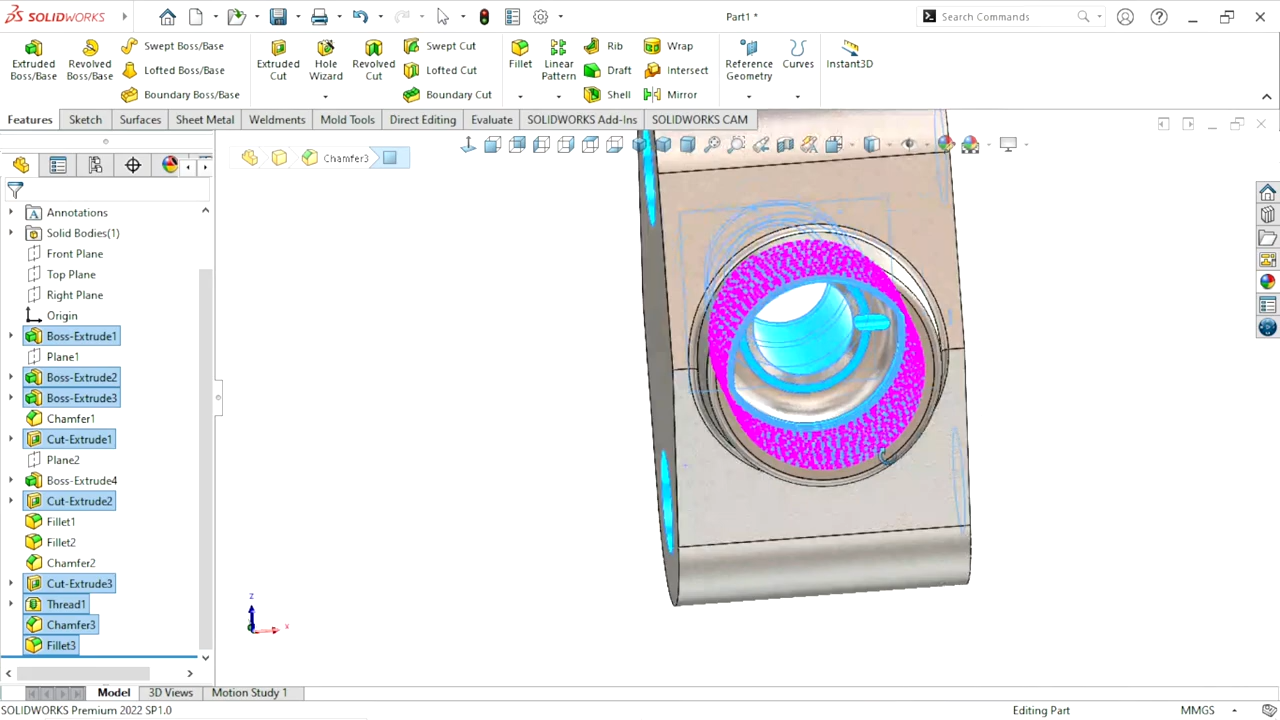 SOLIDWORKS
Part1 *
Search Commands
Extruded Boss/Base
Revolved Boss/Base
Swept Boss/Base
Lofted Boss/Base
Boundary Boss/Base
Extruded Cut
Hole Wizard
Revolved Cut
Swept Cut
Lofted Cut
Boundary Cut
Fillet
Linear Pattern
Rib
Draft
Shell
Wrap
Intersect
Mirror
Reference Geometry
Curves
Instant3D
Features Sketch Surfaces Sheet Metal Weldments Mold Tools Direct Editing Evaluate SOLIDWORKS Add-Ins SOLIDWORKS CAM
Chamfer3
Annotations
Solid Bodies(1)
Front Plane
Top Plane
Right Plane
Origin
Boss-Extrude1
Plane1
Boss-Extrude2
Boss-Extrude3
Chamfer1
Cut-Extrude1
Plane2
Boss-Extrude4
Cut-Extrude2
Fillet1
Fillet2
Chamfer2
Cut-Extrude3
Thread1
Chamfer3
Fillet3
z
x
Model 3D Views Motion Study 1
SOLIDWORKS Premium 2022 SP1.0
Editing Part
MMGS